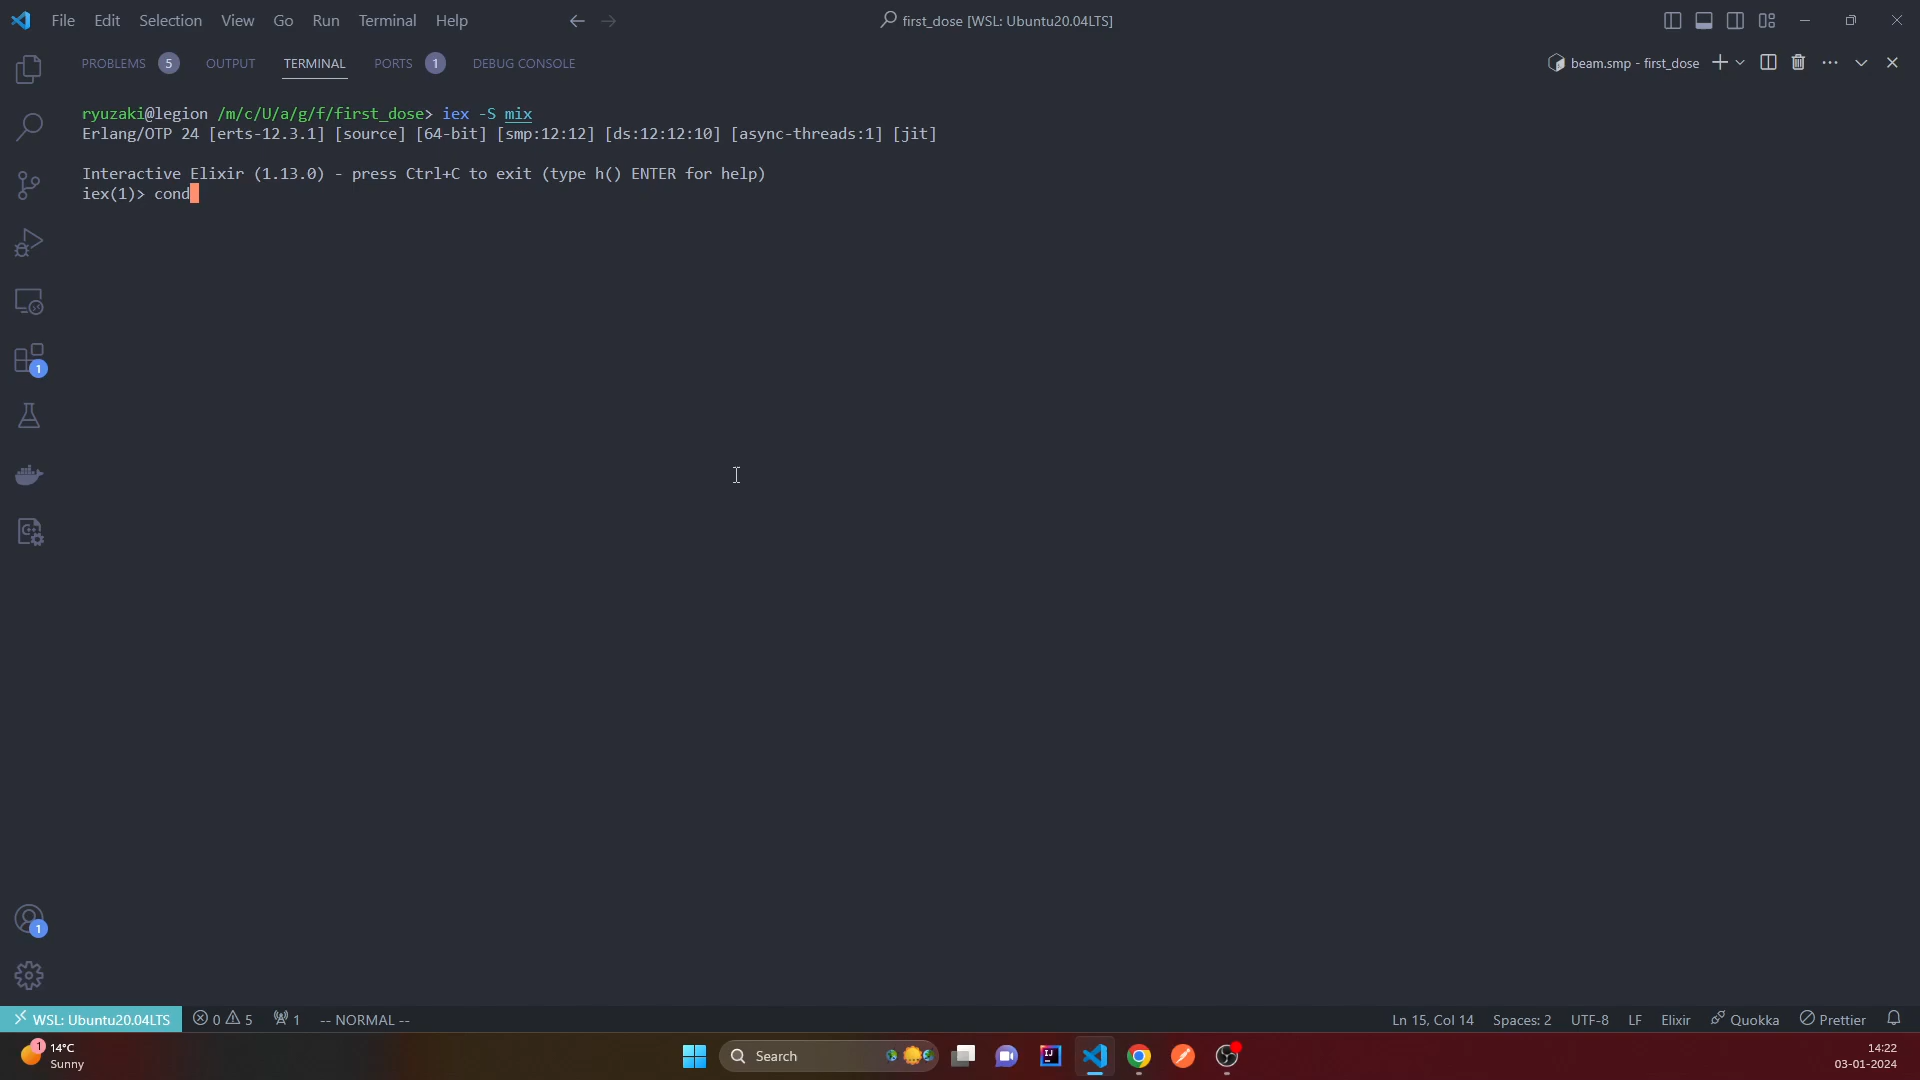 File Edit Selection View Go Run Terminal Help first_dose [WSL: Ubuntu20.04LTS]
PROBLEMS 5 OUTPUT TERMINAL PORTS 1 DEBUG CONSOLE beam.smp - first_dose
ryuzaki@legion /m/c/U/a/g/f/first_dose> iex -S mix
Erlang/OTP 24 [erts-12.3.1] [source] [64-bit] [smp:12:12] [ds:12:12:10] [async-threads:1] [jit]
Interactive Elixir (1.13.0) - press Ctrl+C to exit (type h() ENTER for help)
iex(1)> cond
1
1
WSL: Ubuntu20.04LTS 0 5 1 -- NORMAL -- Ln 15, Col 14 Spaces: 2 UTF-8 LF Elixir Quokka Prettier
1 14°C
Sunny
Search
IJ
14:22
03-01-2024